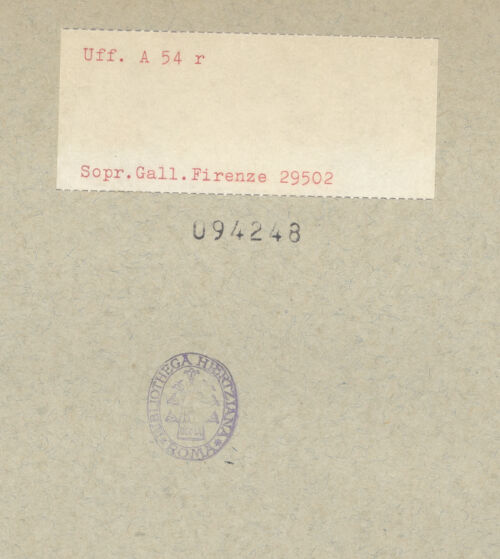 Uff. A 54 r
Sopr.Gall.Firenze 29502
094248
BIBLIOTHECA HERTZIANA
* ROMA *